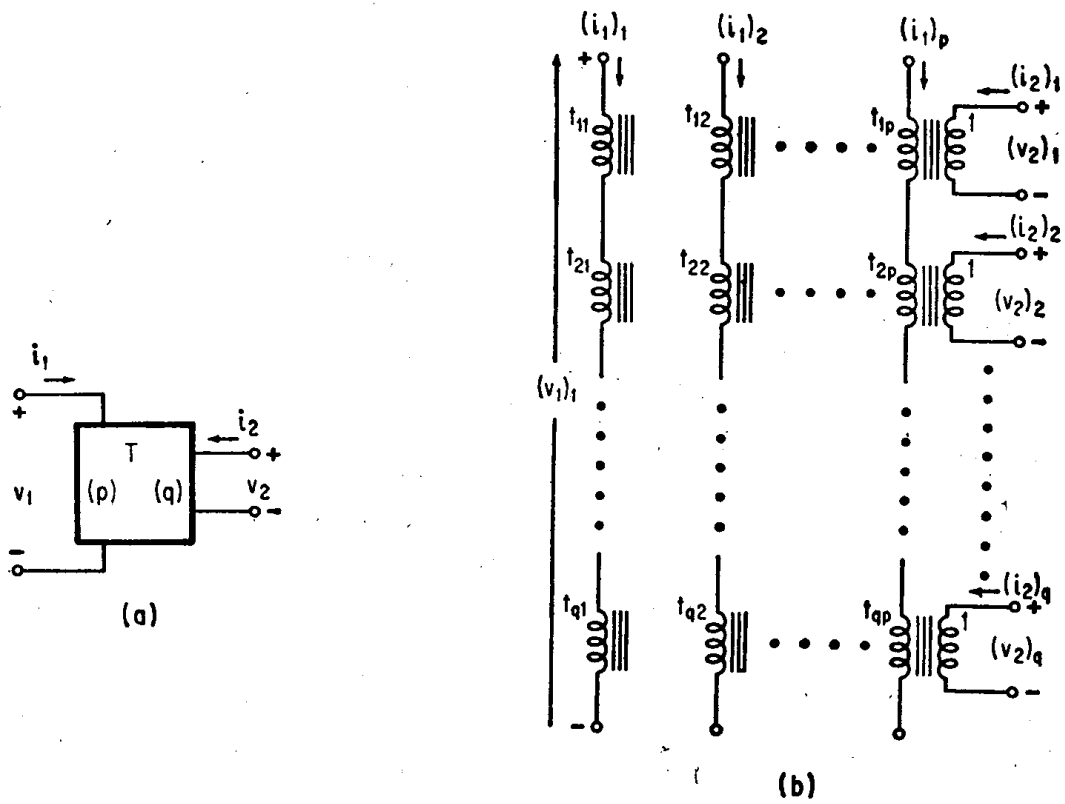 i₁
+
T
i₂
+
v₁
(p)
(q)
v₂
-
-
(a)
(i₁)₁
(i₁)₂
(i₁)p
+
(i₂)₁
+
t₁₁
t₁₂
t₁p
1
(v₂)₁
-
(i₂)₂
+
t₂₁
t₂₂
t₂p
1
(v₂)₂
-
(v₁)₁
(i₂)q
+
tq₁
tq₂
tqp
1
(v₂)q
-
-
(b)